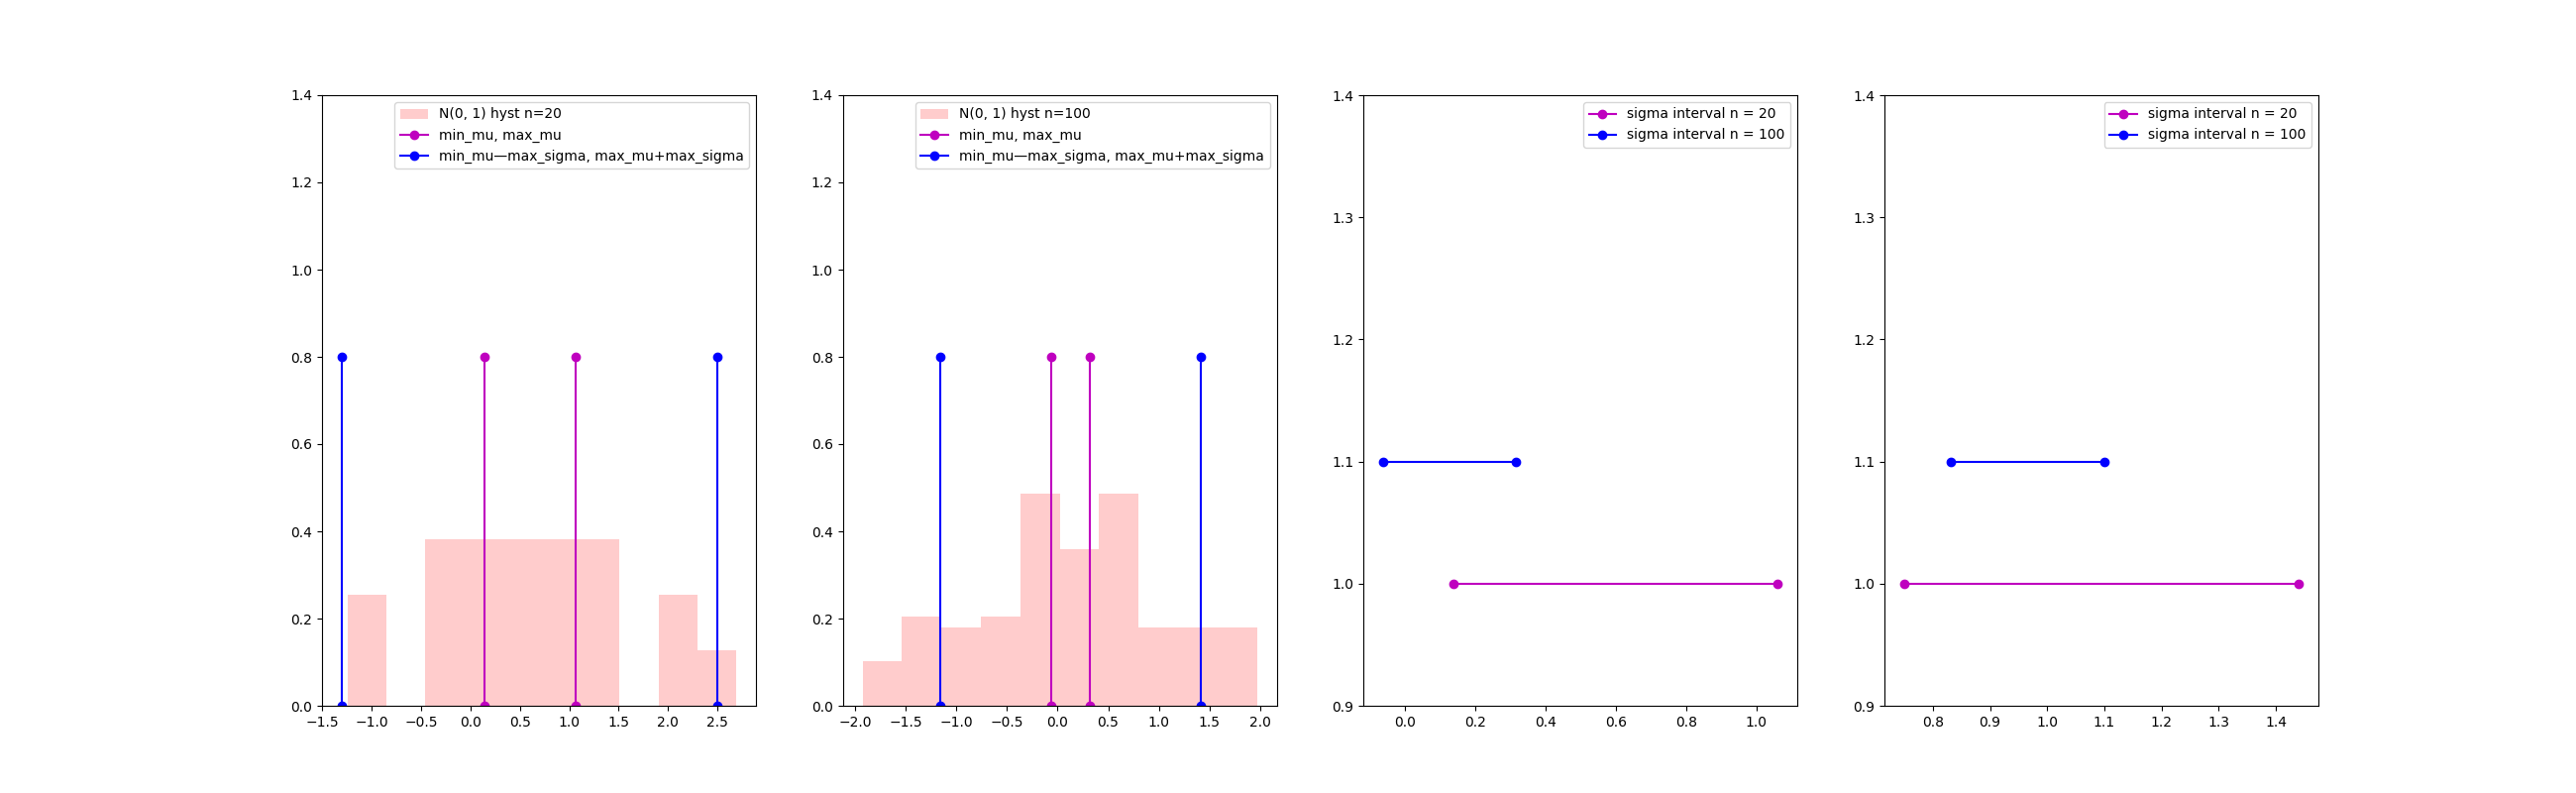 N(0, 1) hyst n=20
min_mu, max_mu
min_mu—max_sigma, max_mu+max_sigma
1.4
1.2
1.0
0.8
0.6
0.4
0.2
0.0
−1.5 −1.0 −0.5 0.0 0.5 1.0 1.5 2.0 2.5
N(0, 1) hyst n=100
min_mu, max_mu
min_mu—max_sigma, max_mu+max_sigma
1.4
1.2
1.0
0.8
0.6
0.4
0.2
0.0
−2.0 −1.5 −1.0 −0.5 0.0 0.5 1.0 1.5 2.0
sigma interval n = 20
sigma interval n = 100
1.4
1.3
1.2
1.1
1.0
0.9
0.0 0.2 0.4 0.6 0.8 1.0
sigma interval n = 20
sigma interval n = 100
1.4
1.3
1.2
1.1
1.0
0.9
0.8 0.9 1.0 1.1 1.2 1.3 1.4